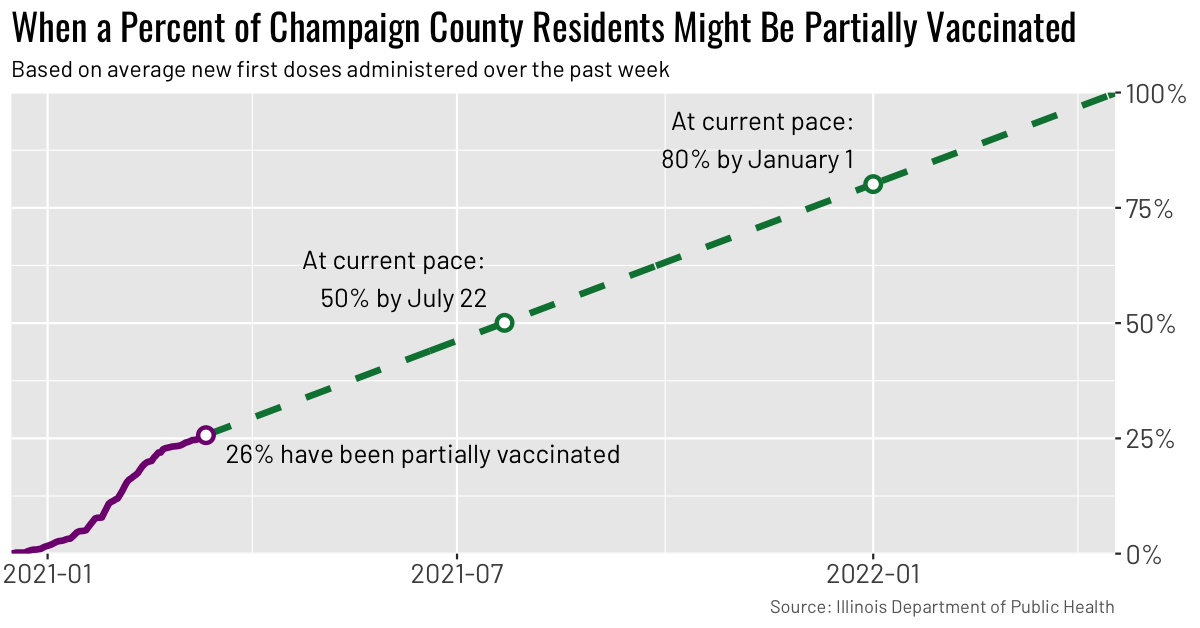 When a Percent of Champaign County Residents Might Be Partially Vaccinated
Based on average new first doses administered over the past week
100%
At current pace:
80% by January 1
75%
At current pace:
50% by July 22
50%
25%
26% have been partially vaccinated
0%
2021-01
2021-07
2022-01
Source: Illinois Department of Public Health